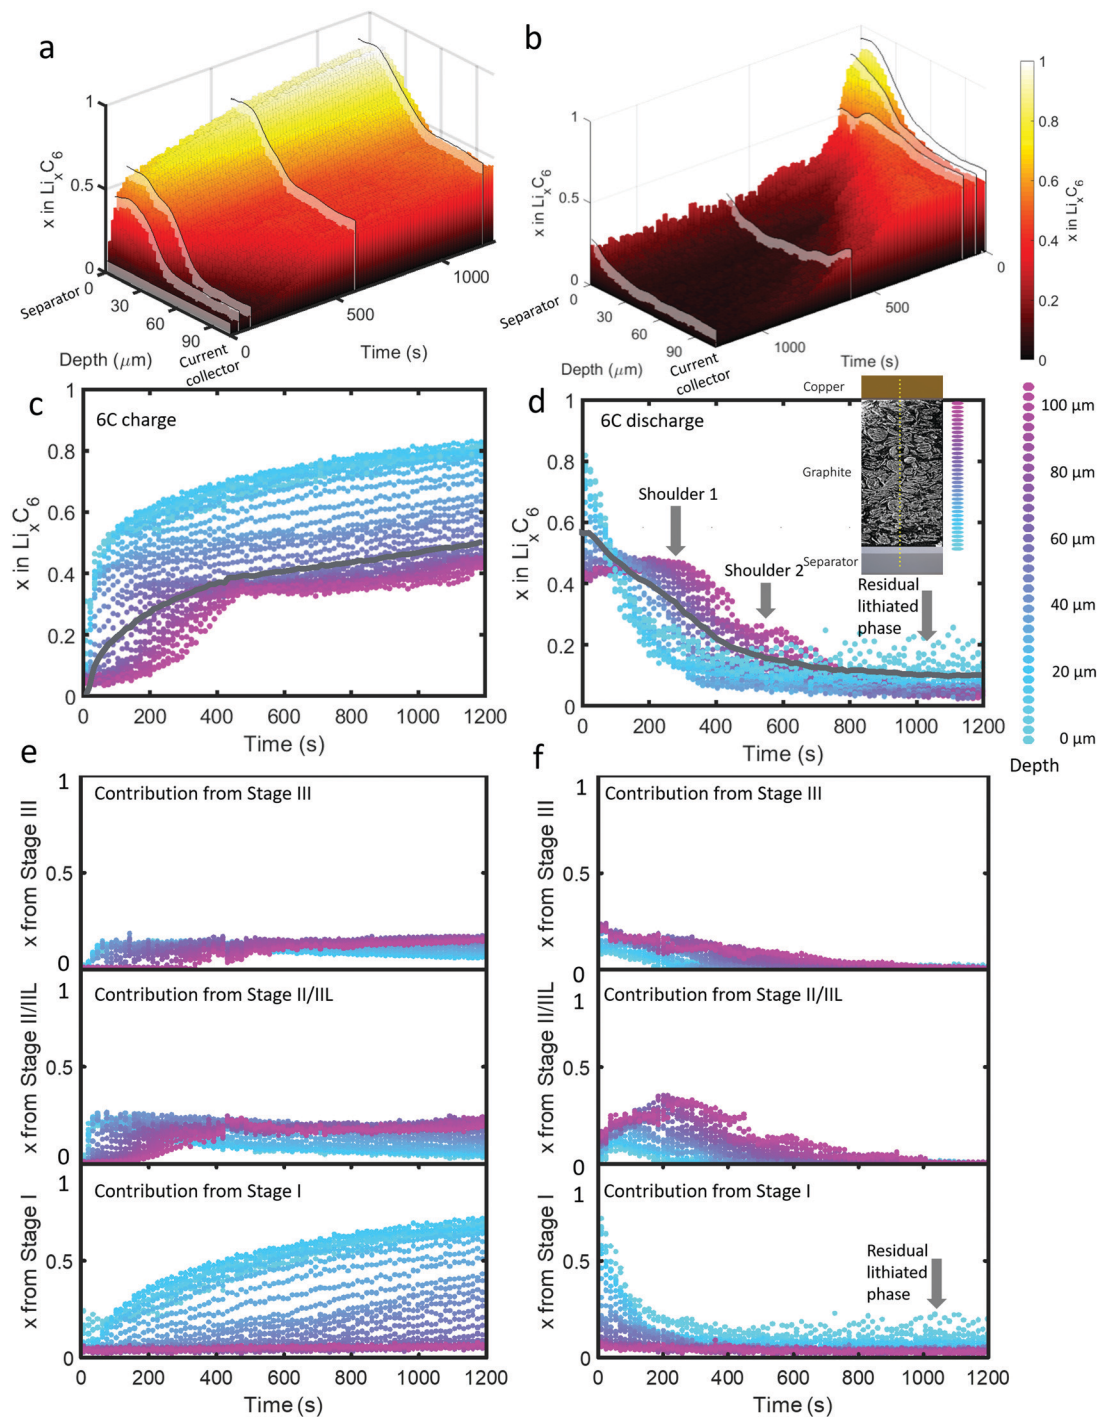 a
1
0.5
0
x in LiₓC₆
Separator
0
30
60
90
Depth (μm)
Current
collector
0
500
1000
Time (s)
b
1
0.5
0
x in LiₓC₆
Separator
0
30
60
90
Depth (μm)
Current
collector
1000
500
0
Time (s)
1
0.8
0.6
0.4
0.2
0
x in LiₓC₆
c
6C charge
1
0.8
0.6
0.4
0.2
0
x in LiₓC₆
0 200 400 600 800 1000 1200
Time (s)
d
6C discharge
1
0.8
0.6
0.4
0.2
0
x in LiₓC₆
Shoulder 1
Shoulder 2
Copper
Graphite
Separator
Residual
lithiated
phase
0 200 400 600 800 1000 1200
Time (s)
100 μm
80 μm
60 μm
40 μm
20 μm
0 μm
Depth
e
Contribution from Stage III
1
0.5
0
x from Stage III
Contribution from Stage II/IIL
1
0.5
0
x from Stage II/IIL
Contribution from Stage I
1
0.5
0
x from Stage I
0 200 400 600 800 1000 1200
Time (s)
f
Contribution from Stage III
1
0.5
0
x from Stage III
Contribution from Stage II/IIL
1
0.5
0
x from Stage II/IIL
Contribution from Stage I
1
0.5
0
x from Stage I
Residual
lithiated
phase
0 200 400 600 800 1000 1200
Time (s)